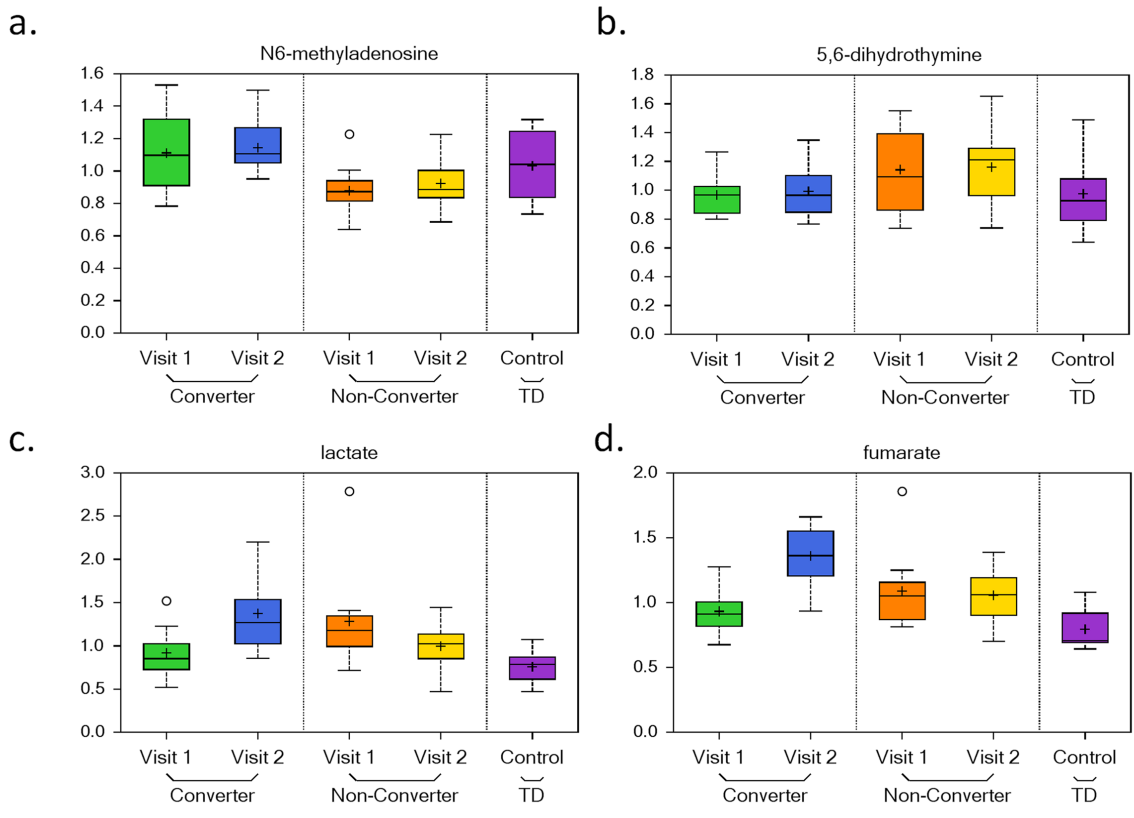 a.
N6-methyladenosine
1.6
1.4
1.2
1.0
0.8
0.6
0.4
0.2
0.0
Visit 1 Visit 2 Visit 1 Visit 2 Control
Converter Non-Converter TD
b.
5,6-dihydrothymine
1.8
1.6
1.4
1.2
1.0
0.8
0.6
0.4
0.2
0.0
Visit 1 Visit 2 Visit 1 Visit 2 Control
Converter Non-Converter TD
c.
lactate
3.0
2.5
2.0
1.5
1.0
0.5
0.0
Visit 1 Visit 2 Visit 1 Visit 2 Control
Converter Non-Converter TD
d.
fumarate
2.0
1.5
1.0
0.5
0.0
Visit 1 Visit 2 Visit 1 Visit 2 Control
Converter Non-Converter TD